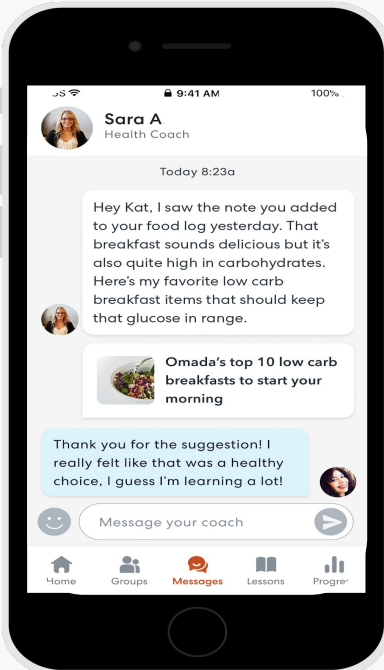 9:41 AM
100%
Sara A
Health Coach
Today 8:23a
Hey Kat, I saw the note you added
to your food log yesterday. That
breakfast sounds delicious but it's
also quite high in carbohydrates.
Here's my favorite low carb
breakfast items that should keep
that glucose in range.
Omada's top 10 low carb
breakfasts to start your
morning
Thank you for the suggestion! I
really felt like that was a healthy
choice, I guess I'm learning a lot!
Message your coach
Home Groups Messages Lessons